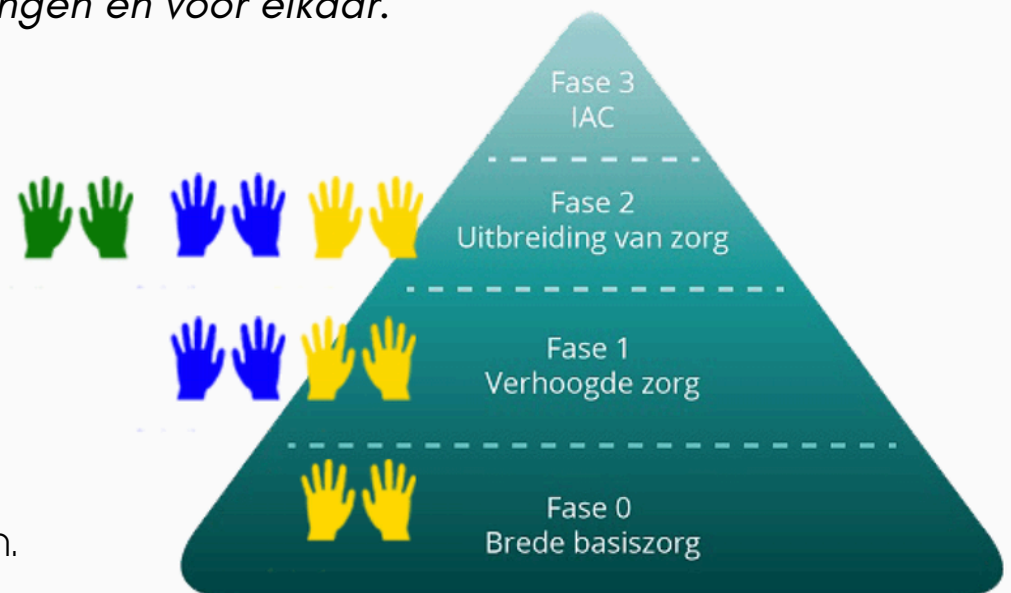 ngen en voor elkaar.
Fase 3
IAC
Fase 2
Uitbreiding van zorg
Fase 1
Verhoogde zorg
Fase 0
Brede basiszorg
n.